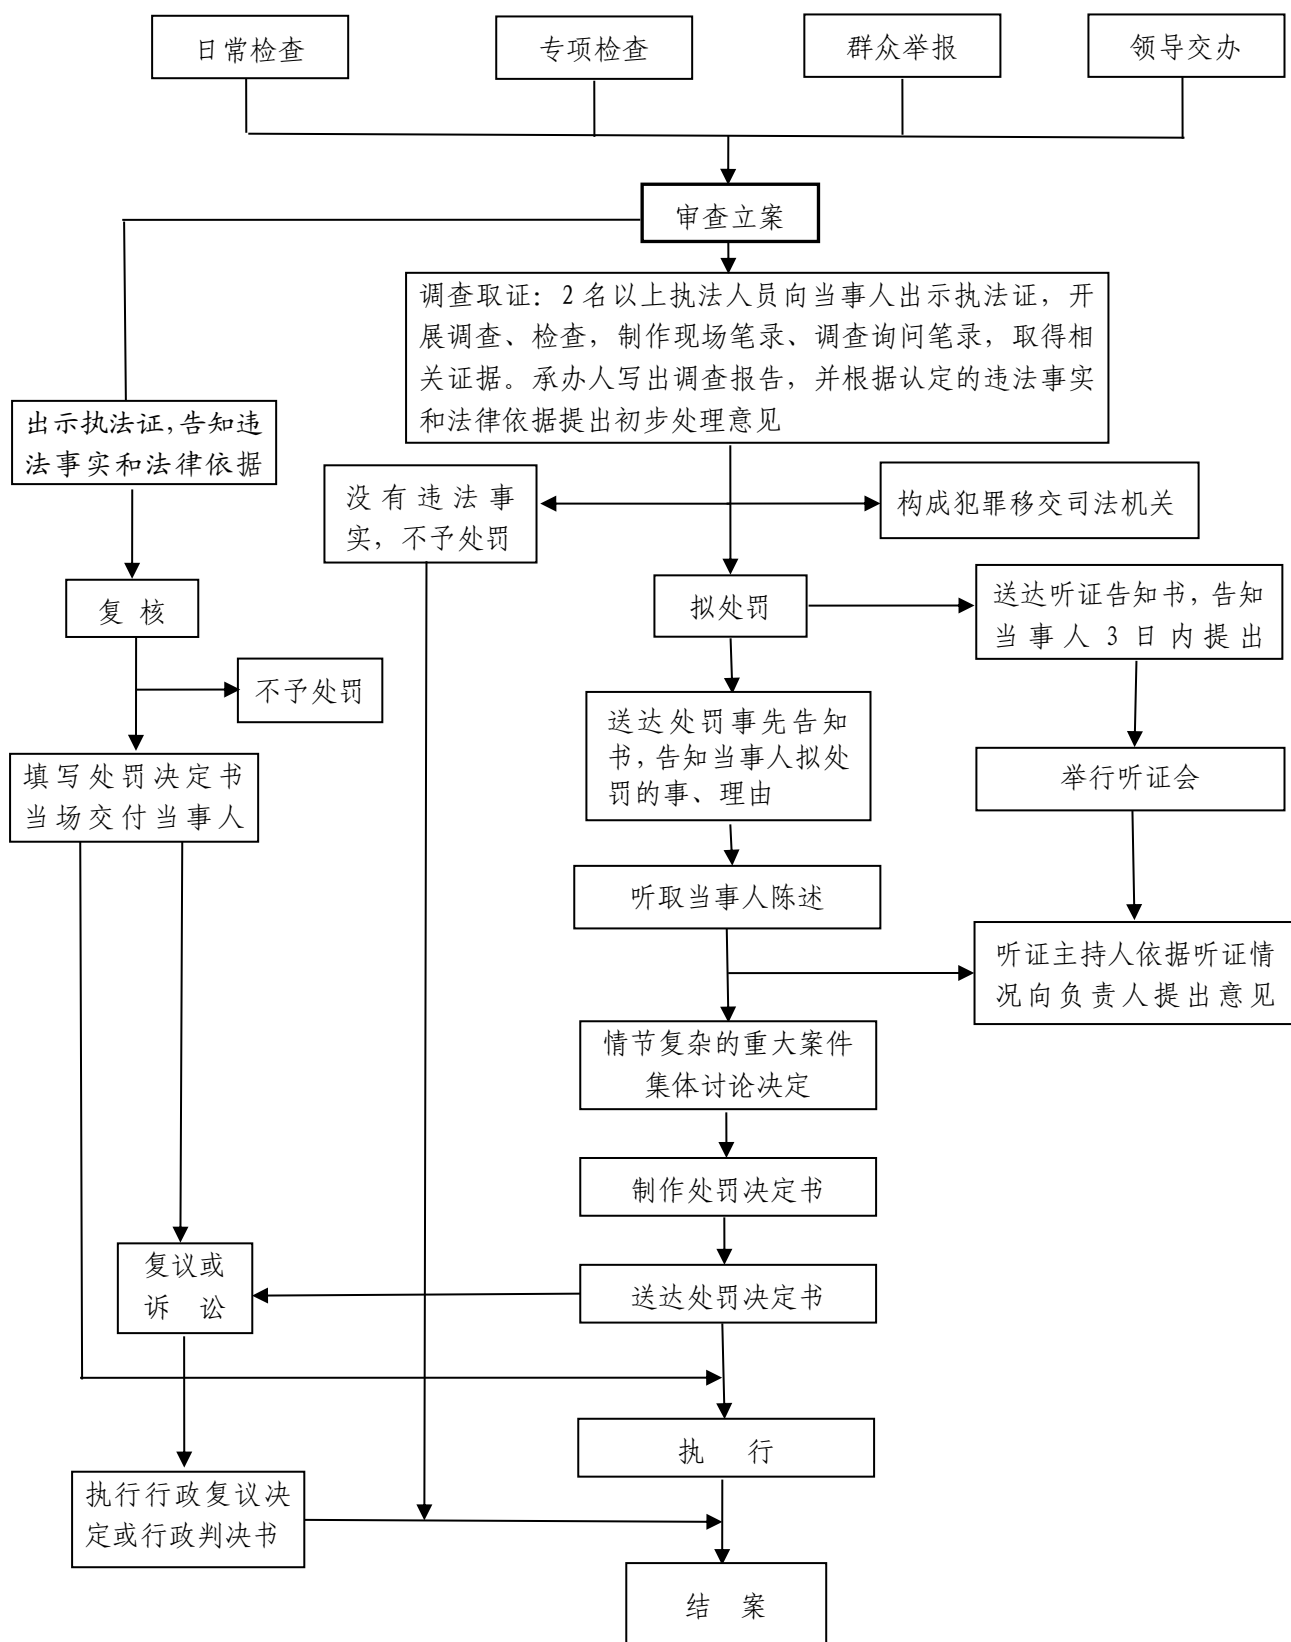 日常检查
专项检查
群众举报
领导交办
审查立案
调查取证：2 名以上执法人员向当事人出示执法证，开
展调查、检查，制作现场笔录、调查询问笔录，取得相
关证据。承办人写出调查报告，并根据认定的违法事实
和法律依据提出初步处理意见
出示执法证，告知违
法事实和法律依据
没有违法事
实，不予处罚
构成犯罪移交司法机关
复 核
拟处罚
送达听证告知书，告知
当事人 3 日内提出
不予处罚
送达处罚事先告知
书，告知当事人拟处
罚的事、理由
填写处罚决定书
当场交付当事人
举行听证会
听取当事人陈述
听证主持人依据听证情
况向负责人提出意见
情节复杂的重大案件
集体讨论决定
制作处罚决定书
复议或
诉 讼
送达处罚决定书
执 行
执行行政复议决
定或行政判决书
结 案